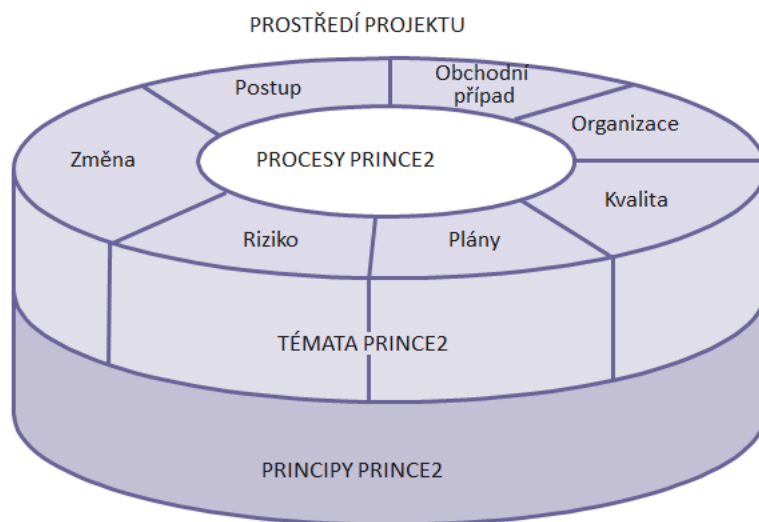 PROSTŘEDÍ PROJEKTU
Postup
Obchodní
případ
Organizace
Změna
PROCESY PRINCE2
Kvalita
Riziko
Plány
TÉMATA PRINCE2
PRINCIPY PRINCE2